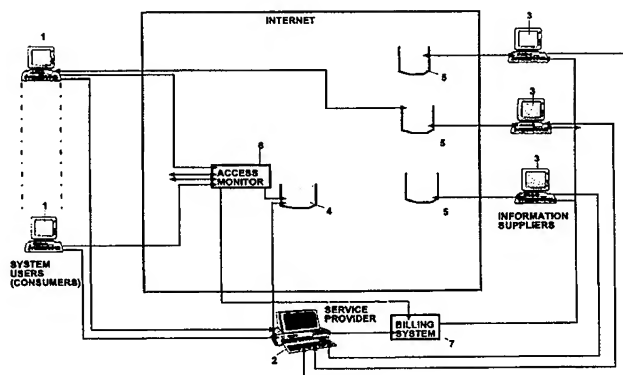 INTERNET
1
3
5
3
5
6
ACCESS
MONITOR
3
4
5
1
INFORMATION
SUPPLIERS
SYSTEM
USERS
(CONSUMERS)
SERVICE
PROVIDER
BILLING
SYSTEM
7
2